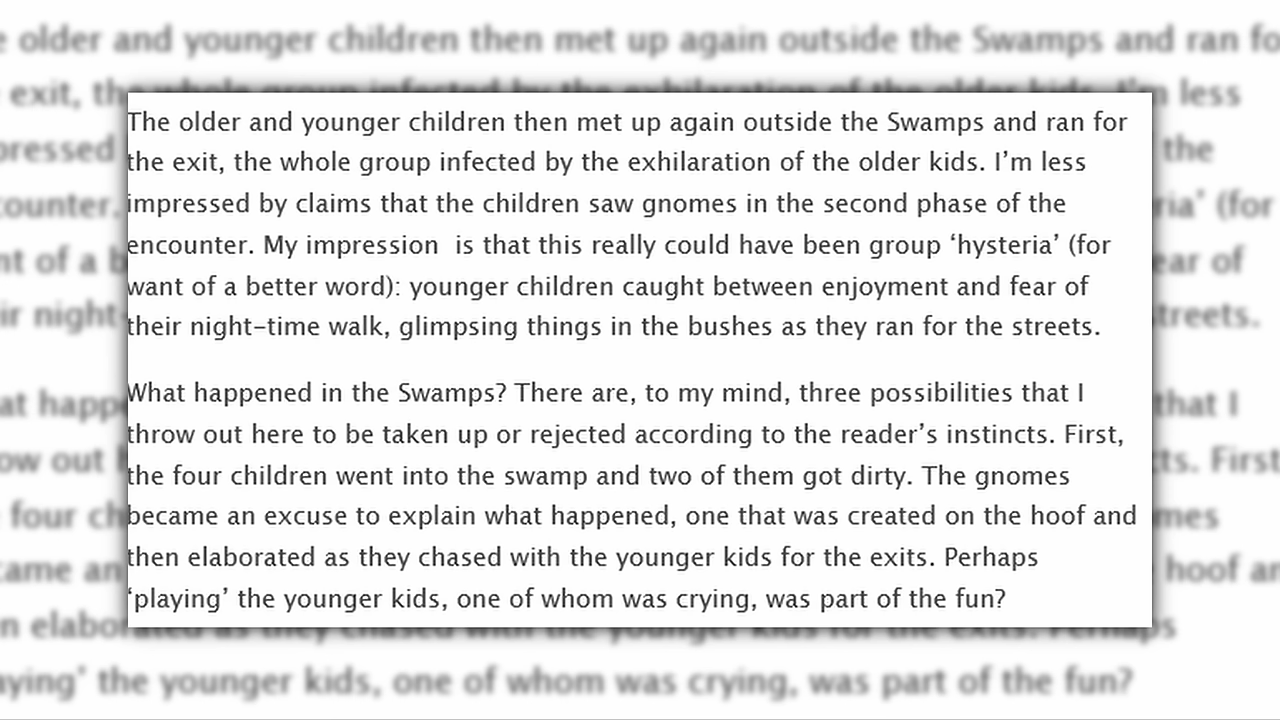 The older and younger children then met up again outside the Swamps and ran for
the exit, the whole group infected by the exhilaration of the older kids. I’m less
impressed by claims that the children saw gnomes in the second phase of the
encounter. My impression  is that this really could have been group ‘hysteria’ (for
want of a better word): younger children caught between enjoyment and fear of
their night-time walk, glimpsing things in the bushes as they ran for the streets.
What happened in the Swamps? There are, to my mind, three possibilities that I
throw out here to be taken up or rejected according to the reader’s instincts. First,
the four children went into the swamp and two of them got dirty. The gnomes
became an excuse to explain what happened, one that was created on the hoof and
then elaborated as they chased with the younger kids for the exits. Perhaps
‘playing’ the younger kids, one of whom was crying, was part of the fun?